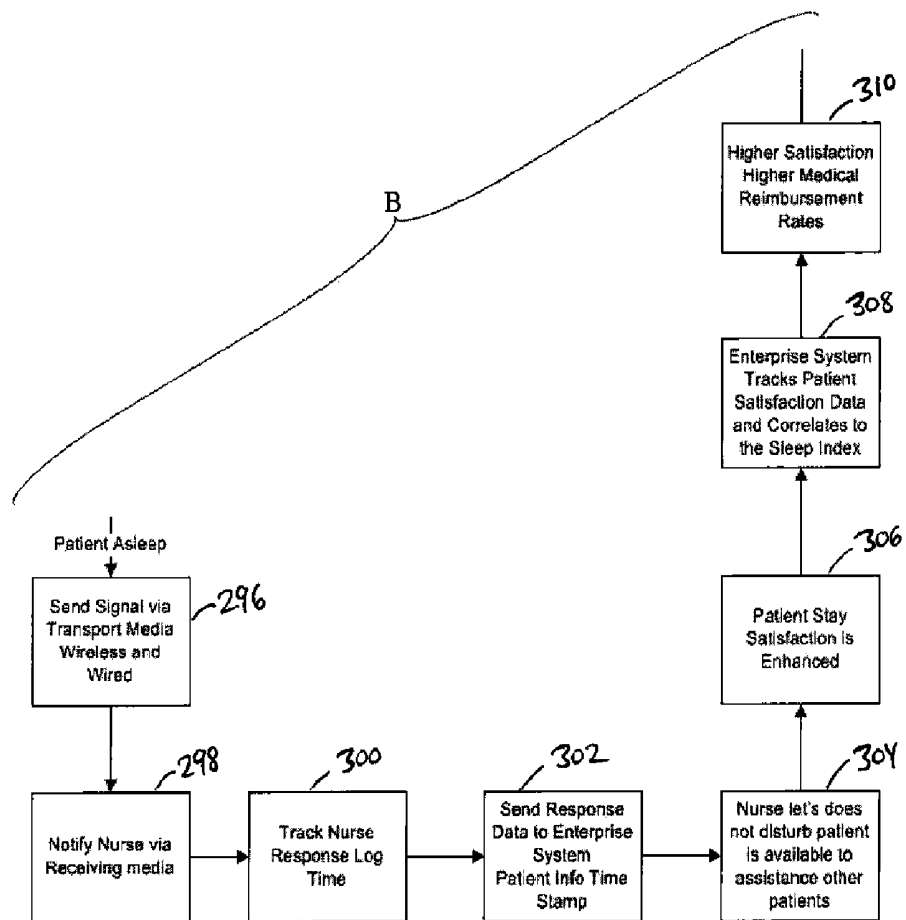 310
Higher Satisfaction
Higher Medical
Reimbursement
Rates
B
308
Enterprise System
Tracks Patient
Satisfaction Data
and Correlates to
the Sleep Index
Patient Asleep
306
296
Send Signal via
Transport Media
Wireless and
Wired
Patient Stay
Satisfaction is
Enhanced
298
300
302
304
Notify Nurse via
Receiving media
Track Nurse
Response Log
Time
Send Response
Data to Enterprise
System
Patient Info Time
Stamp
Nurse let's does
not disturb patient
is available to
assistance other
patients